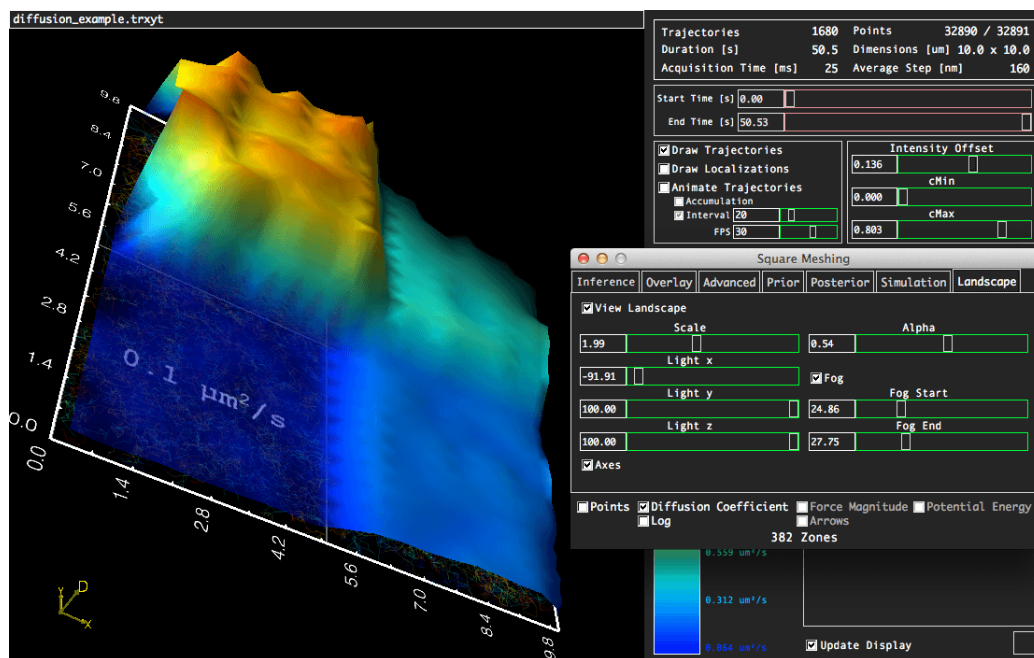 diffusion_example.trxyt
Trajectories 1680 Points 32890 / 32891
Duration [s] 50.5 Dimensions [um] 10.0 x 10.0
Acquisition Time [ms] 25 Average Step [nm] 160
Start Time [s] 0.00
End Time [s] 50.53
Draw Trajectories
Draw Localizations
Animate Trajectories
Accumulation
Interval 20
FPS 30
Intensity Offset
0.136
cMin
0.000
cMax
0.803
Square Meshing
Inference Overlay Advanced Prior Posterior Simulation Landscape
View Landscape
Scale
1.99
Light x
-91.91
Light y
100.00
Light z
100.00
Axes
Alpha
0.54
Fog
Fog Start
24.86
Fog End
27.75
Points Diffusion Coefficient Force Magnitude Potential Energy
Log Arrows
382 Zones
0.559 um²/s
0.312 um²/s
0.064 um²/s
Update Display
9.8
8.4
7.0
5.6
4.2
2.8
1.4
0.0
0.0
1.4
2.8
4.2
5.6
7.0
8.4
9.8
0.1 μm²/s
Y D
X